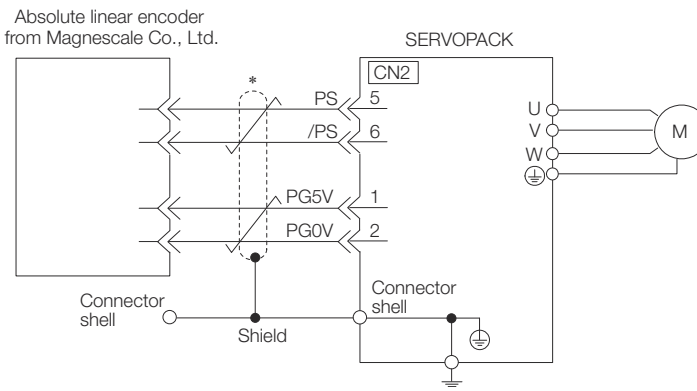 Absolute linear encoder
from Magnescale Co., Ltd.
SERVOPACK
CN2
*
PS 5
/PS 6
PG5V 1
PG0V 2
U
V
W
M
Connector
shell
Shield
Connector
shell